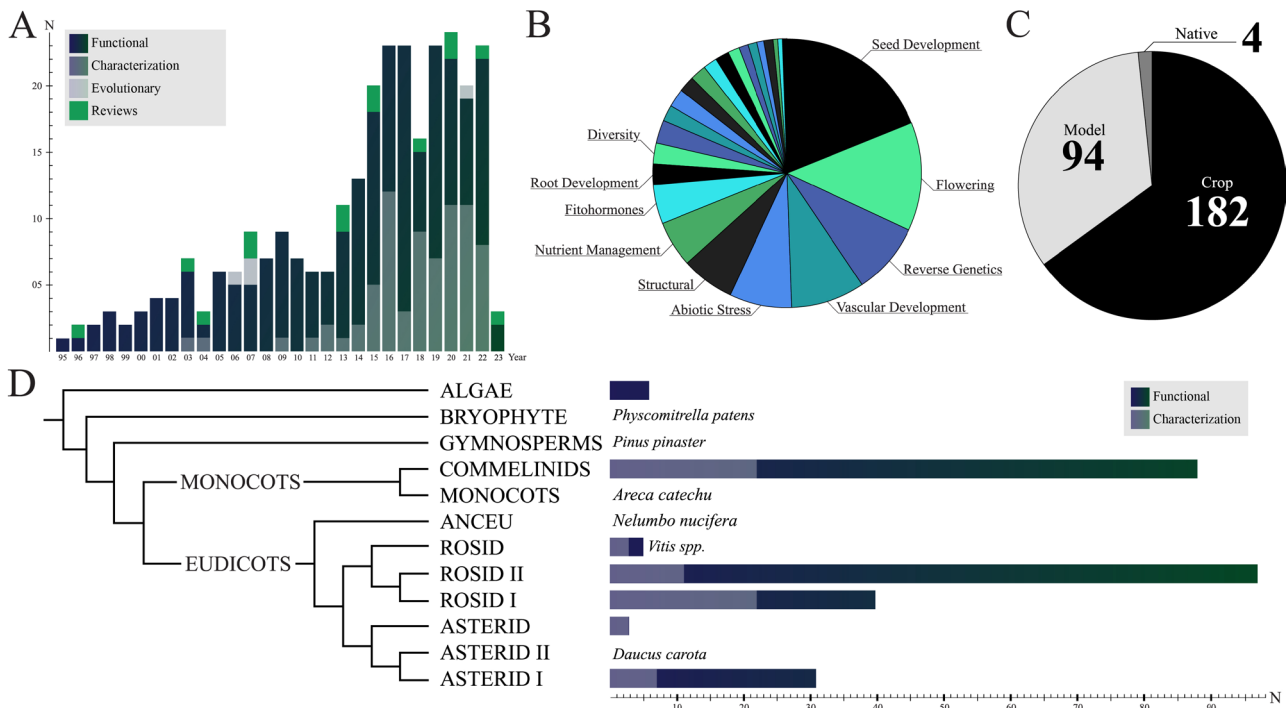 A
N
Functional
Characterization
Evolutionary
Reviews
20
15
10
05
95 96 97 98 99 00 01 02 03 04 05 06 07 08 09 10 11 12 13 14 15 16 17 18 19 20 21 22 23 Year
B
Seed Development
Flowering
Reverse Genetics
Vascular Development
Abiotic Stress
Structural
Nutrient Management
Fitohormones
Root Development
Diversity
C
Native 4
Model
94
Crop
182
D
ALGAE
BRYOPHYTE Physcomitrella patens
GYMNOSPERMS Pinus pinaster
MONOCOTS
COMMELINIDS
MONOCOTS Areca catechu
ANCEU Nelumbo nucifera
EUDICOTS
ROSID Vitis spp.
ROSID II
ROSID I
ASTERID
ASTERID II Daucus carota
ASTERID I
Functional
Characterization
10 20 30 40 50 60 70 80 90 N